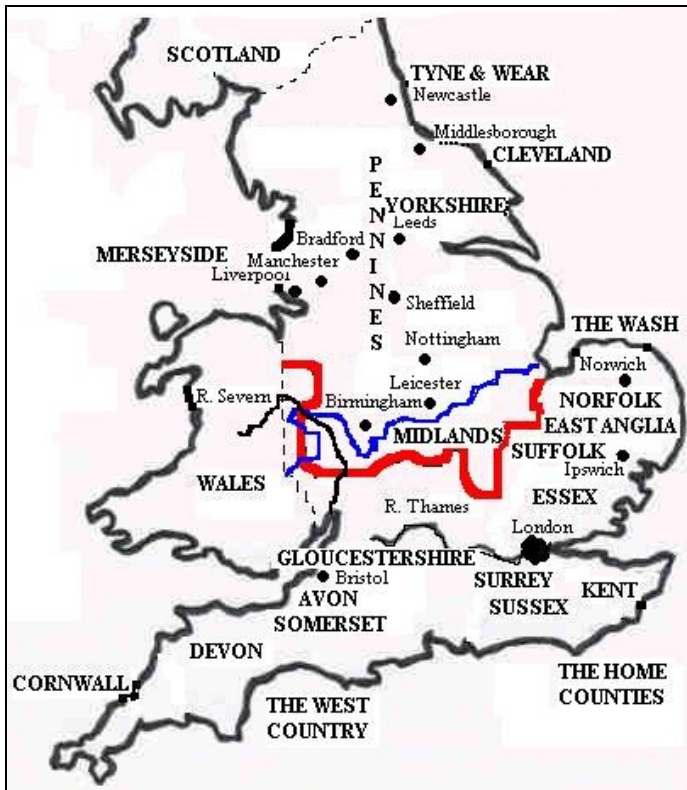 SCOTLAND
TYNE & WEAR
Newcastle
Middlesborough
CLEVELAND
PENNINES
YORKSHIRE
Leeds
Bradford
MERSEYSIDE
Manchester
Liverpool
Sheffield
THE WASH
Nottingham
Norwich
Leicester
R. Severn
Birmingham
NORFOLK
EAST ANGLIA
MIDLANDS
SUFFOLK
Ipswich
WALES
ESSEX
R. Thames
London
GLOUCESTERSHIRE
Bristol
SURREY
KENT
AVON
SUSSEX
SOMERSET
DEVON
CORNWALL
THE HOME
COUNTIES
THE WEST
COUNTRY